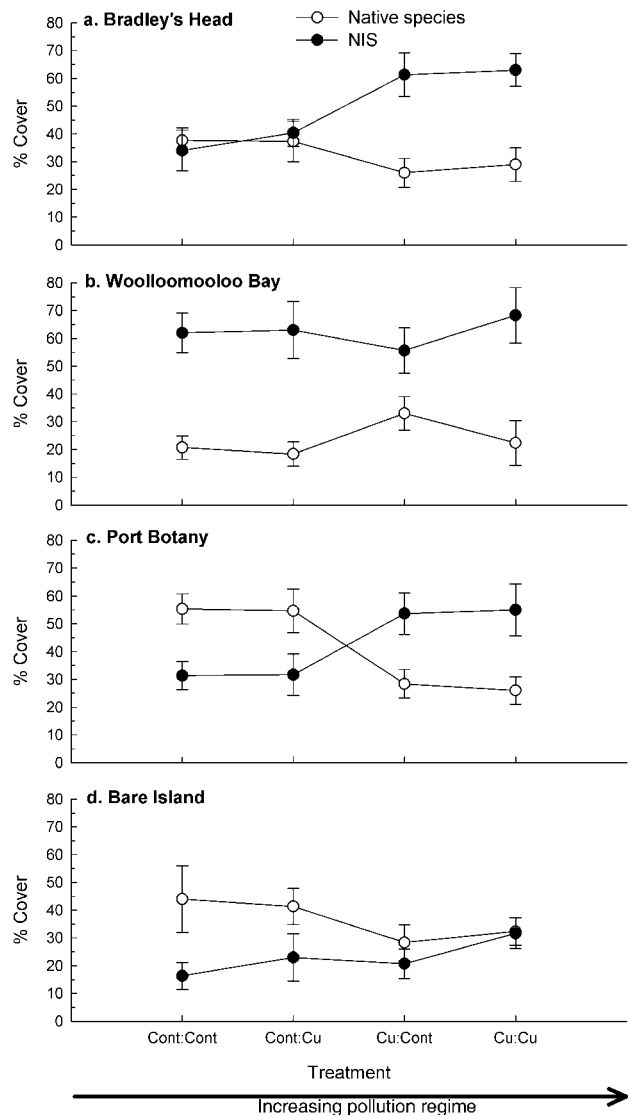 a. Bradley's Head
Native species
NIS
80
70
60
50
40
30
20
10
0
% Cover
b. Woolloomooloo Bay
80
70
60
50
40
30
20
10
0
% Cover
c. Port Botany
80
70
60
50
40
30
20
10
0
% Cover
d. Bare Island
80
70
60
50
40
30
20
10
0
% Cover
Cont:Cont Cont:Cu Cu:Cont Cu:Cu
Treatment
Increasing pollution regime